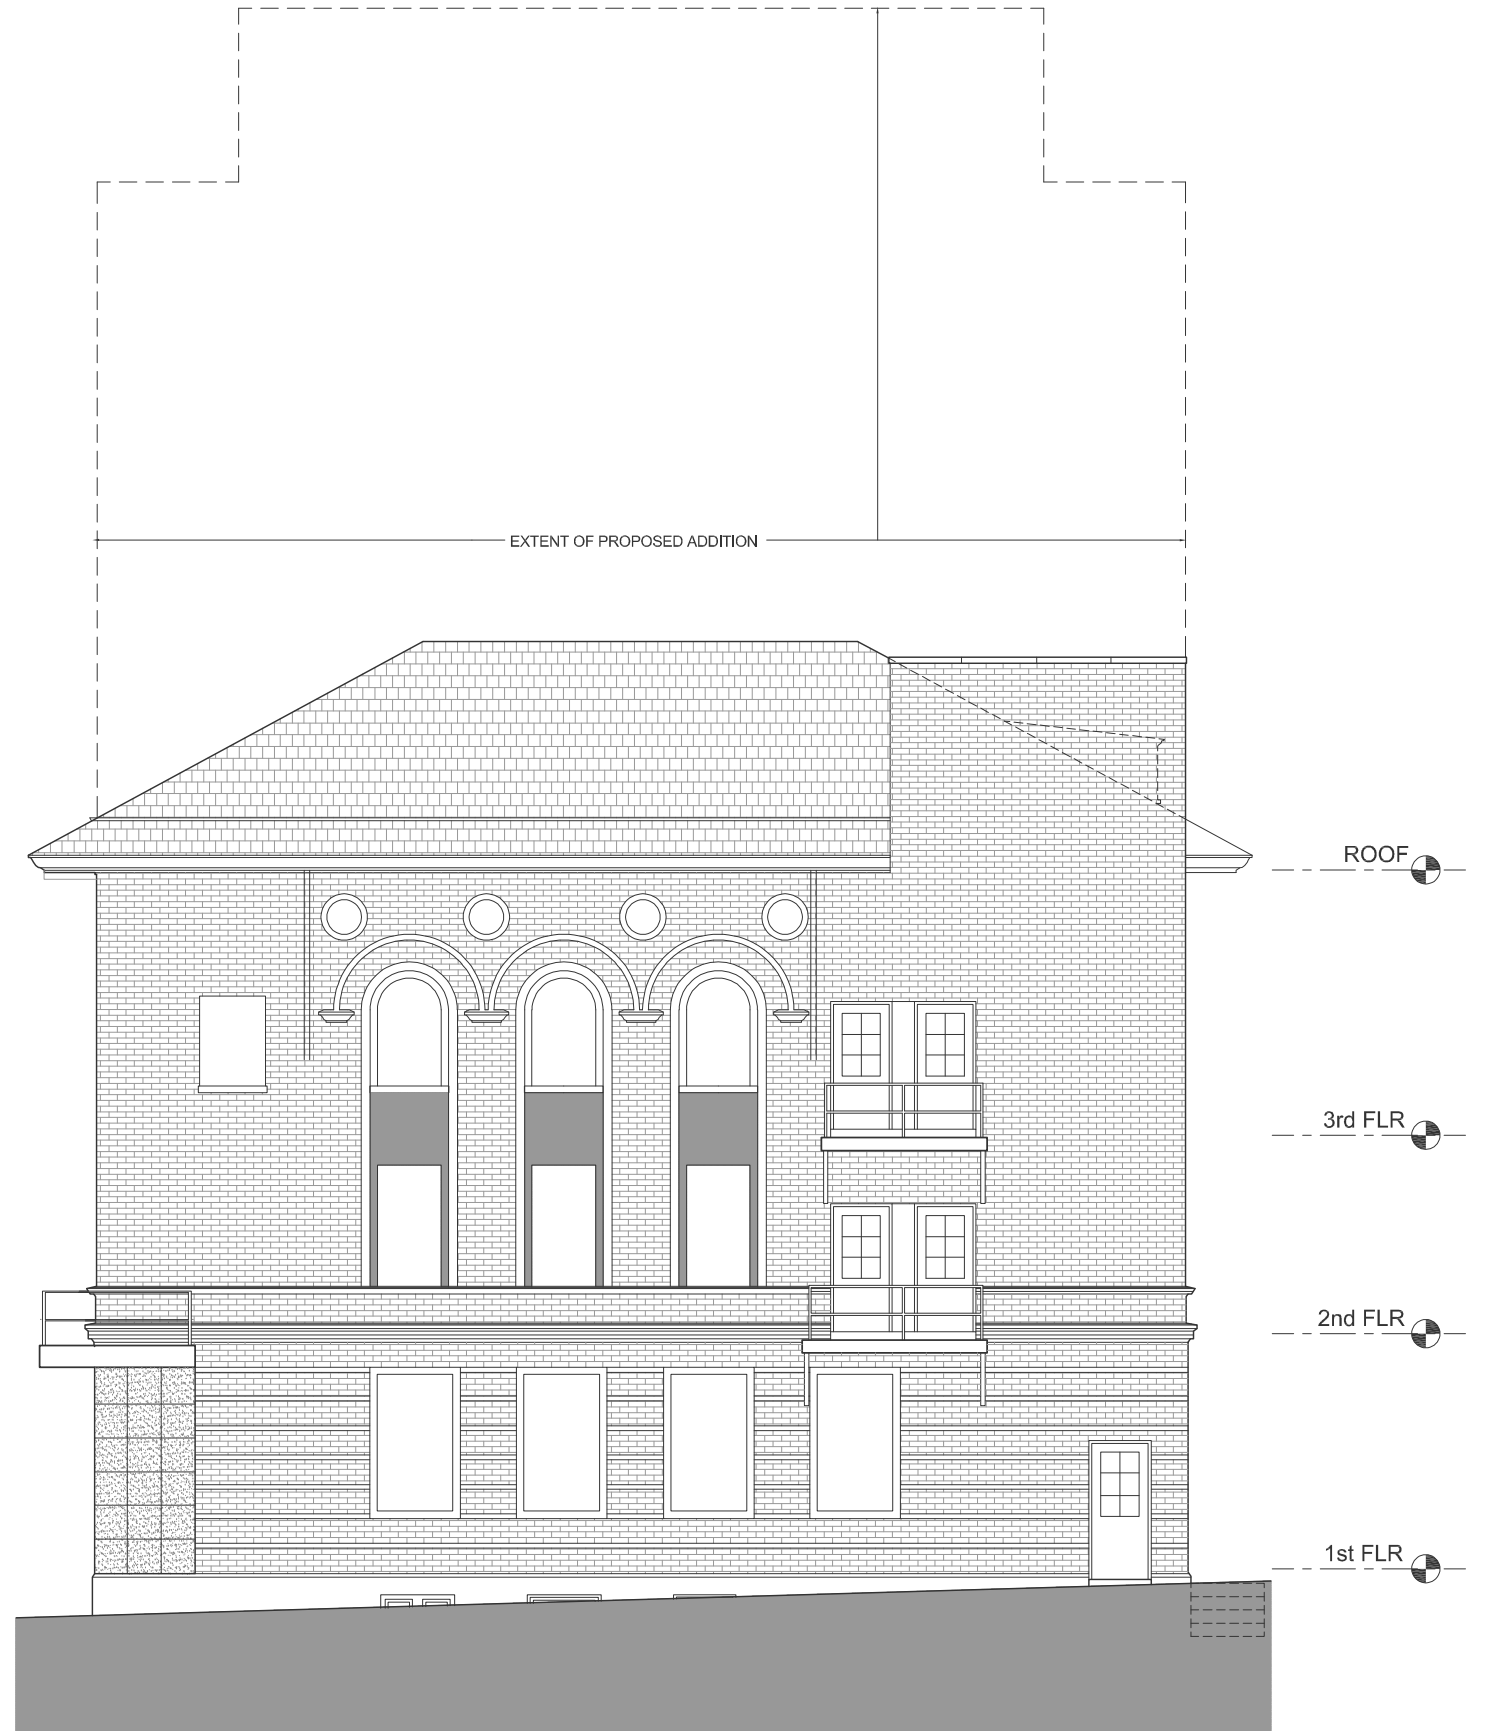 EXTENT OF PROPOSED ADDITION
ROOF
3rd FLR
2nd FLR
1st FLR